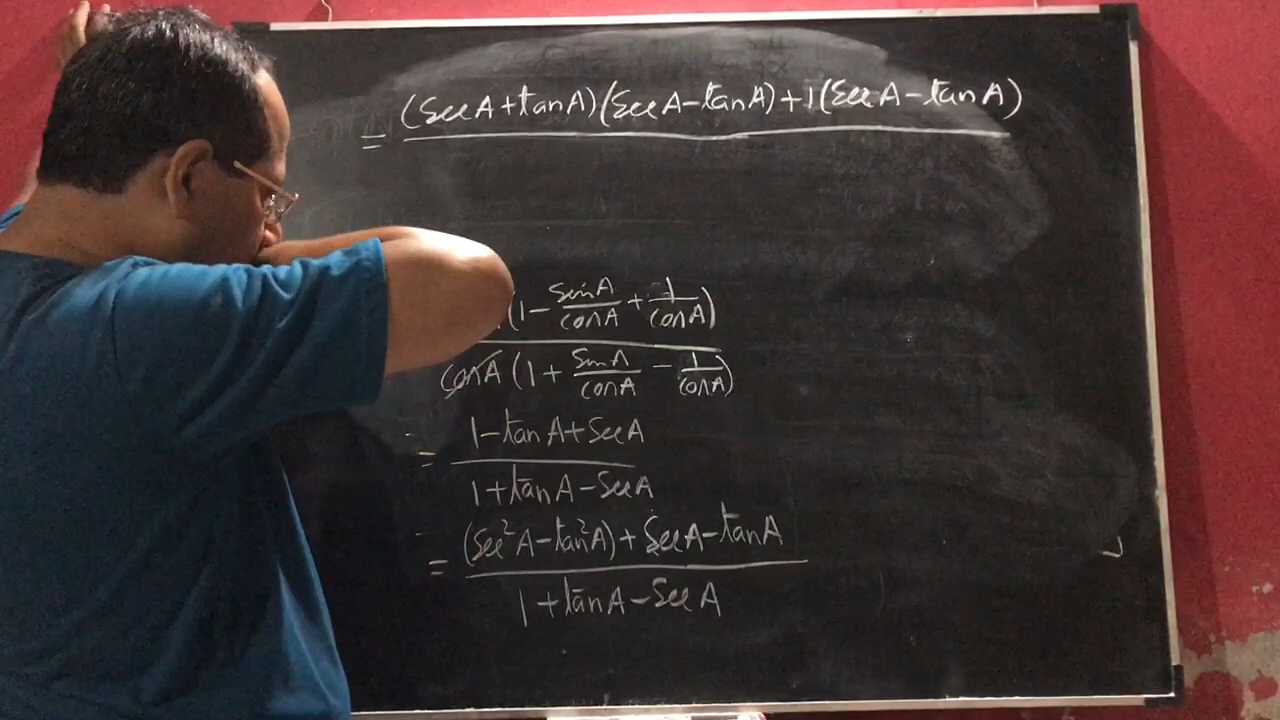 = (SecA+tanA)(SecA-tanA)+1(SecA-tanA)
(1-SinA/CosA+1/CosA)
CosA(1+SinA/CosA-1/CosA)
= 1-tanA+SecA
1+tanA-SecA
= (Sec²A-tan²A)+SecA-tanA
1+tanA-SecA